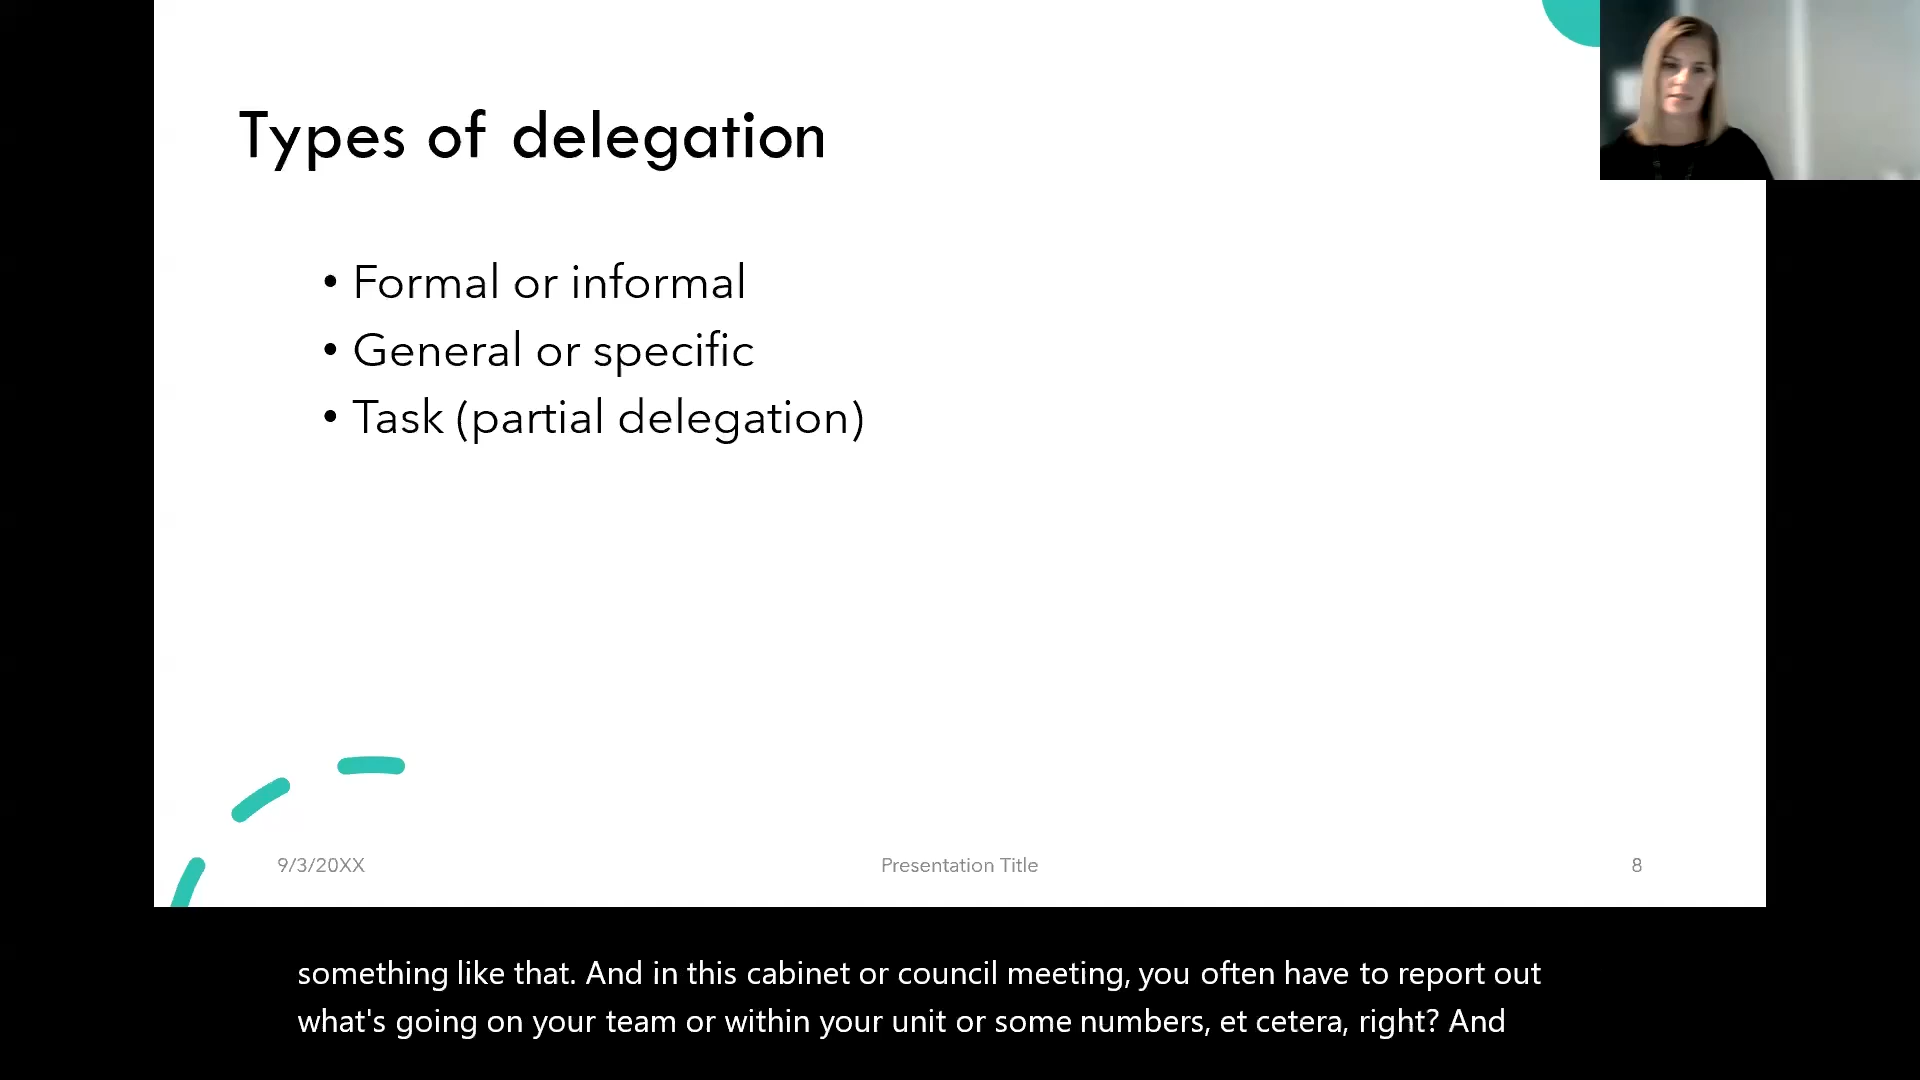 Types of delegation
• Formal or informal
• General or specific
• Task (partial delegation)
9/3/20XX
Presentation Title
8
something like that. And in this cabinet or council meeting, you often have to report out
what's going on your team or within your unit or some numbers, et cetera, right? And